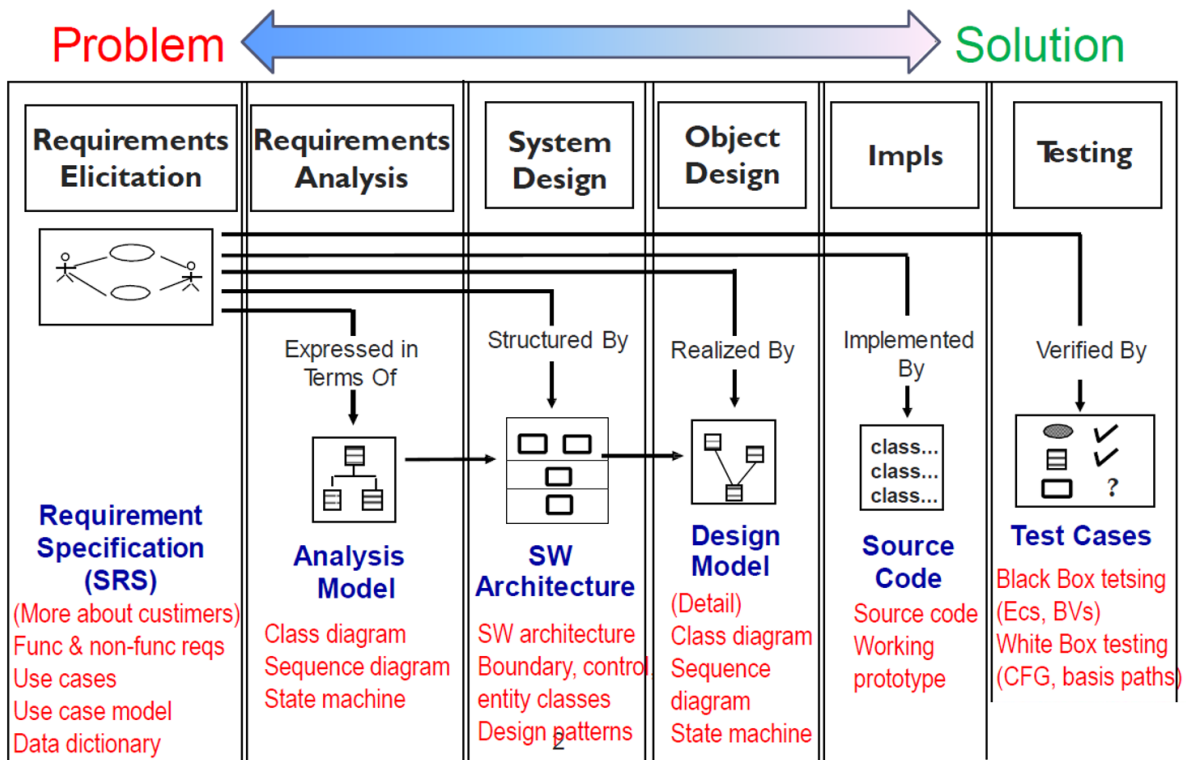 Problem
Solution
Requirements
Elicitation
Requirements
Analysis
System
Design
Object
Design
Impls
Testing
Expressed in
Terms Of
Structured By
Realized By
Implemented
By
Verified By
class...
class...
class...
?
Requirement
Specification
(SRS)
(More about custimers)
Func & non-func reqs
Use cases
Use case model
Data dictionary
Analysis
Model
Class diagram
Sequence diagram
State machine
SW
Architecture
SW architecture
Boundary, control,
entity classes
Design patterns
2
Design
Model
(Detail)
Class diagram
Sequence
diagram
State machine
Source
Code
Source code
Working
prototype
Test Cases
Black Box tetsing
(Ecs, BVs)
White Box testing
(CFG, basis paths)